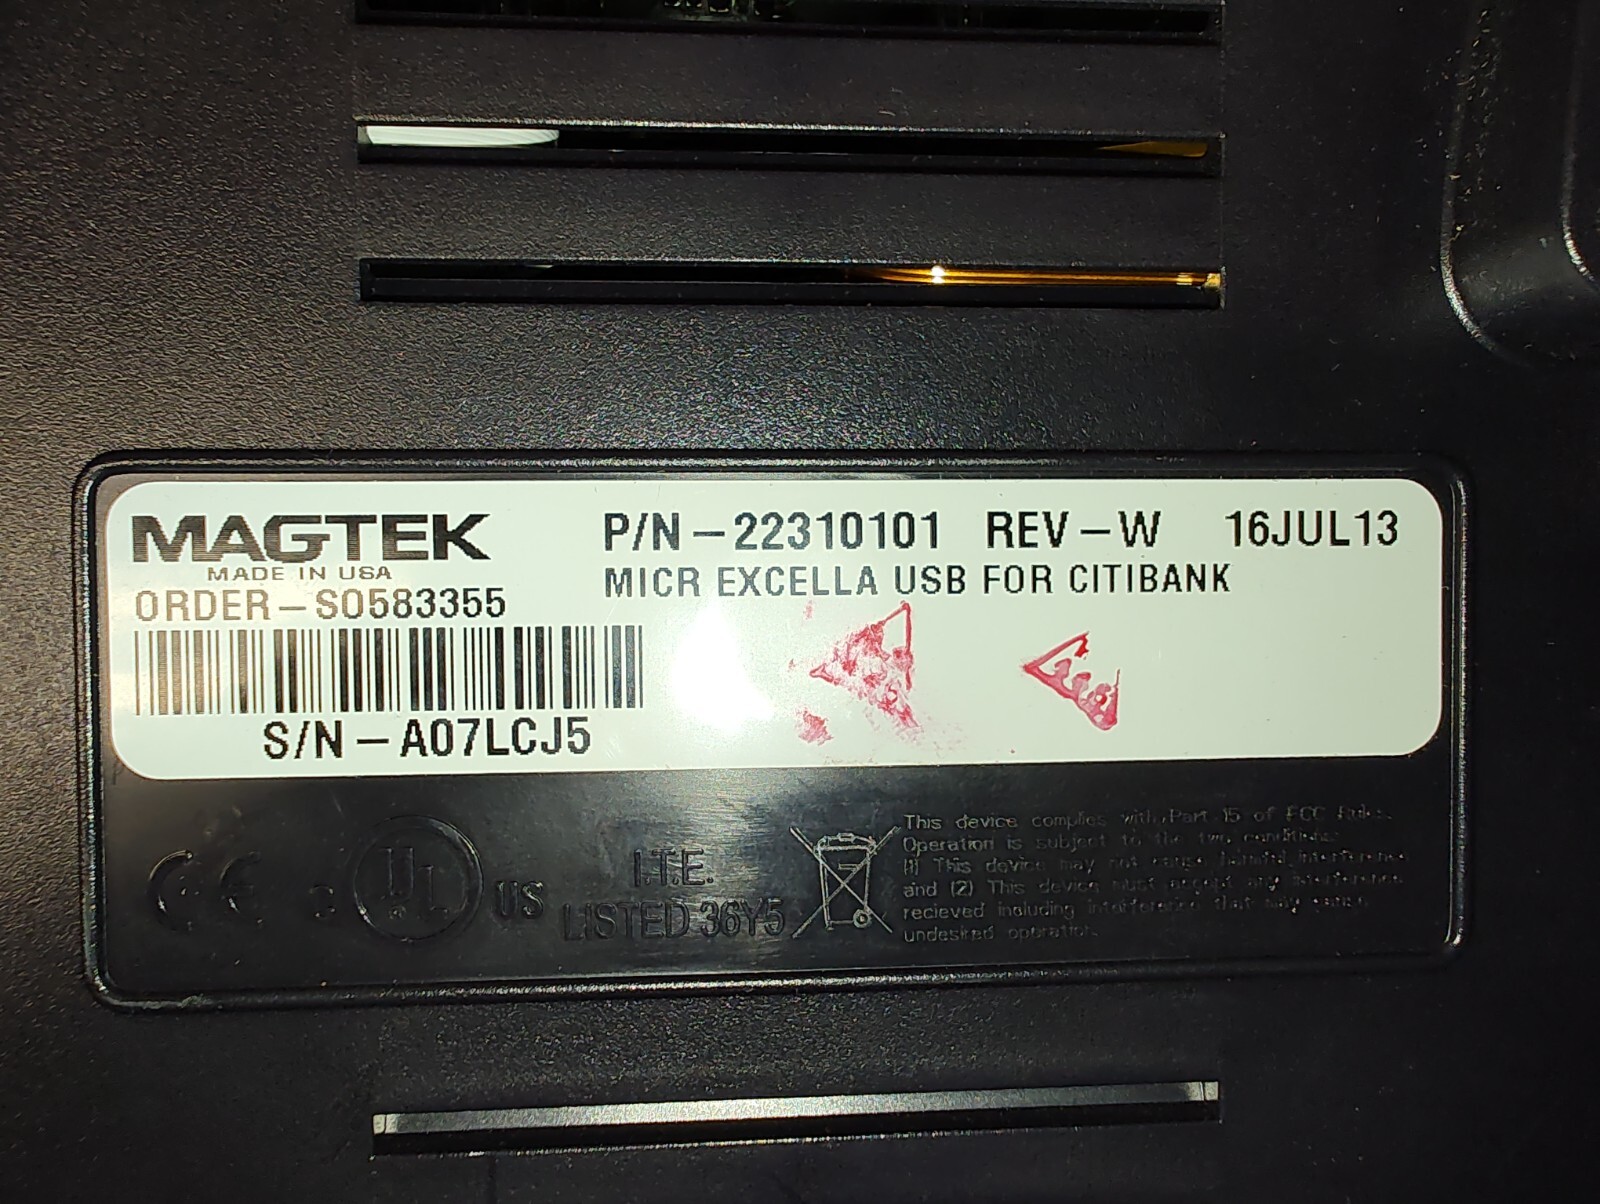 MAGTEK
MADE IN USA
ORDER-SO583355
S/N-A07LCJ5
P/N-22310101 REV-W 16JUL13
MICR EXCELLA USB FOR CITIBANK
CE
C UL US
I.T.E.
LISTED 36Y5
This device complies with Part 15 of FCC Rules.
Operation is subject to the two conditions:
(1) This device may not cause harmful interference
and (2) This device must accept any interference
recieved including interference that may cause
undesired operation.